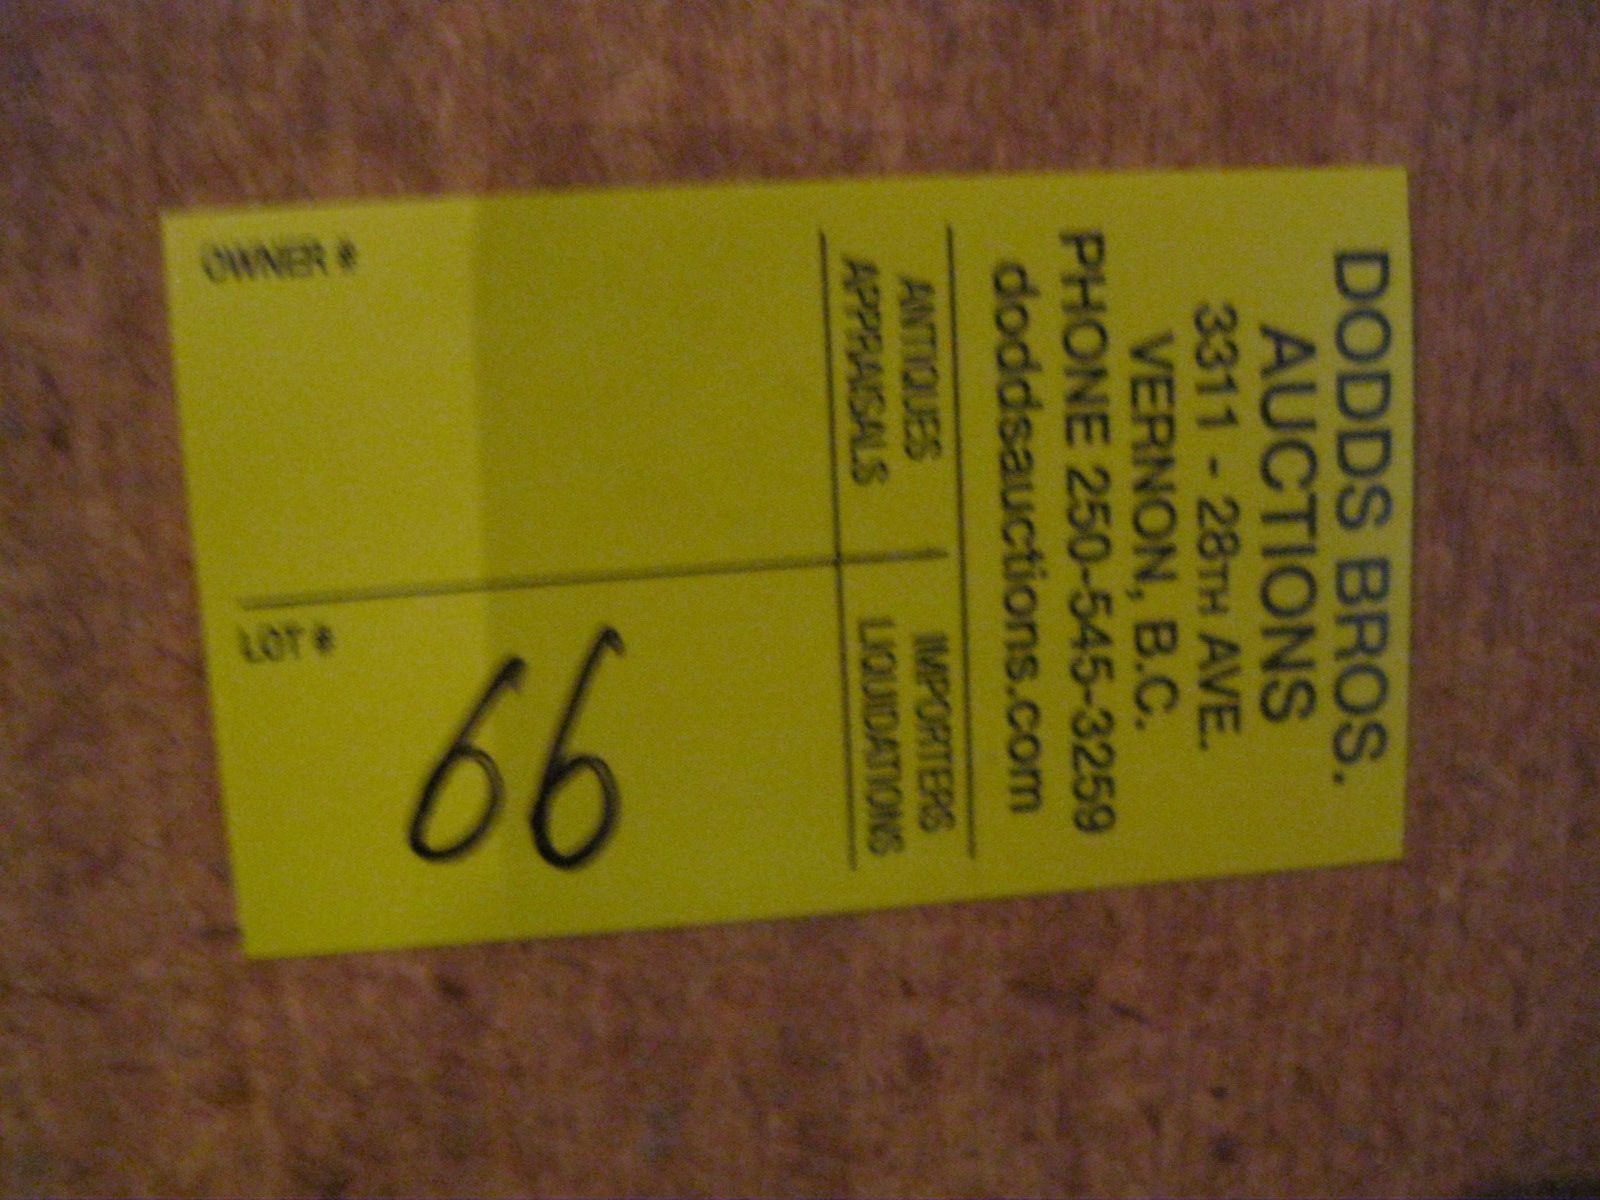 DODDS BROS.
AUCTIONS
3311 - 28TH AVE.
VERNON, B.C.
PHONE 250-545-3259
doddsauctions.com
ANTIQUES IMPORTERS
APPRAISALS LIQUIDATIONS
66
OWNER # LOT #